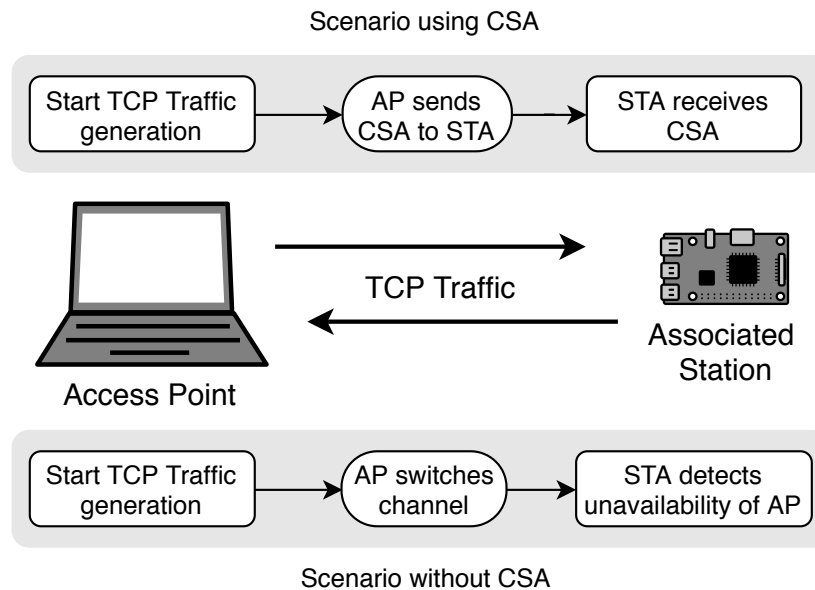 Scenario using CSA
Start TCP Traffic
generation
AP sends
CSA to STA
STA receives
CSA
TCP Traffic
Access Point
Associated
Station
Start TCP Traffic
generation
AP switches
channel
STA detects
unavailability of AP
Scenario without CSA